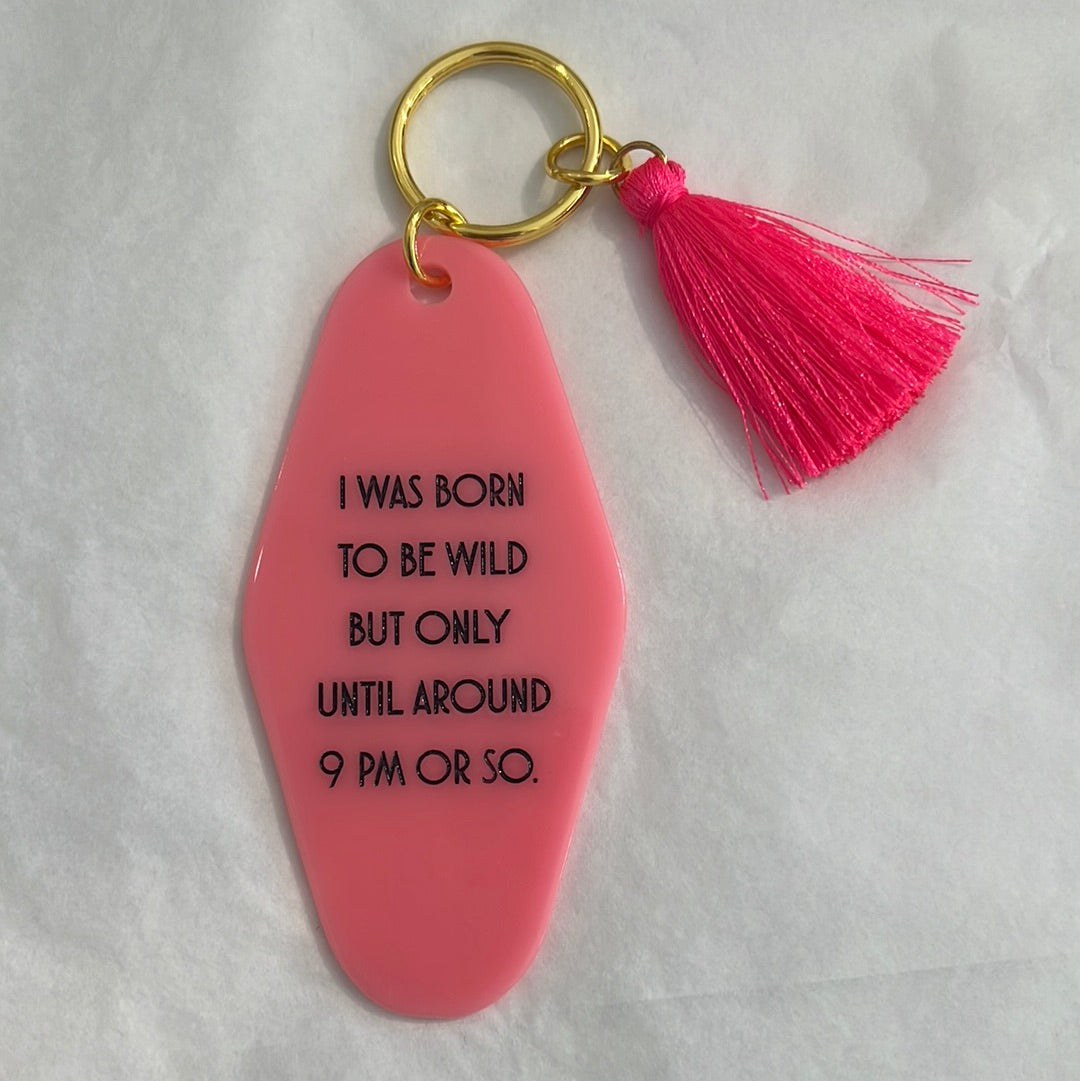 I WAS BORN
TO BE WILD
BUT ONLY
UNTIL AROUND
9 PM OR SO.